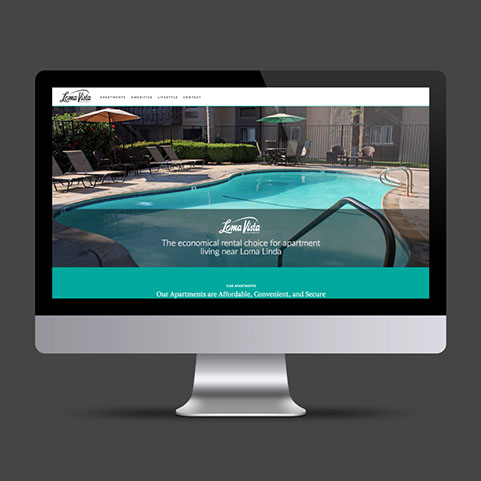 Loma Vista
APARTMENTS AMENITIES LIFESTYLE CONTACT
Loma Vista
The economical rental choice for apartment
living near Loma Linda
OUR APARTMENTS
Our Apartments are Affordable, Convenient, and Secure